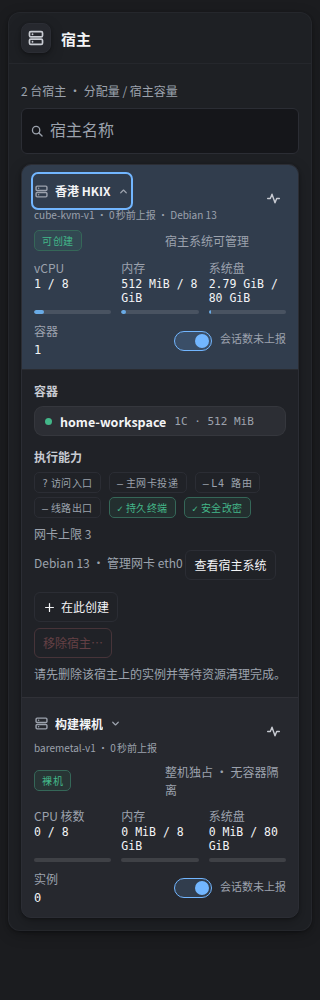 宿主
2 台宿主 · 分配量 / 宿主容量
宿主名称
香港 HKIX
cube-kvm-v1 · 0秒前上报 · Debian 13
可创建 宿主系统可管理
vCPU 内存 系统盘
1 / 8 512 MiB / 8 GiB 2.79 GiB / 80 GiB
容器
1 会话数未上报
容器
home-workspace 1C · 512 MiB
执行能力
? 访问入口 — 主网卡投递 — L4 路由
— 线路出口 ✓ 持久终端 ✓ 安全改密
网卡上限 3
Debian 13 · 管理网卡 eth0 查看宿主系统
+ 在此创建
移除宿主…
请先删除该宿主上的实例并等待资源清理完成。
构建裸机
baremetal-v1 · 0秒前上报
裸机 整机独占 · 无容器隔离
CPU 核数 内存 系统盘
0 / 8 0 MiB / 8 GiB 0 MiB / 80 GiB
实例
0 会话数未上报